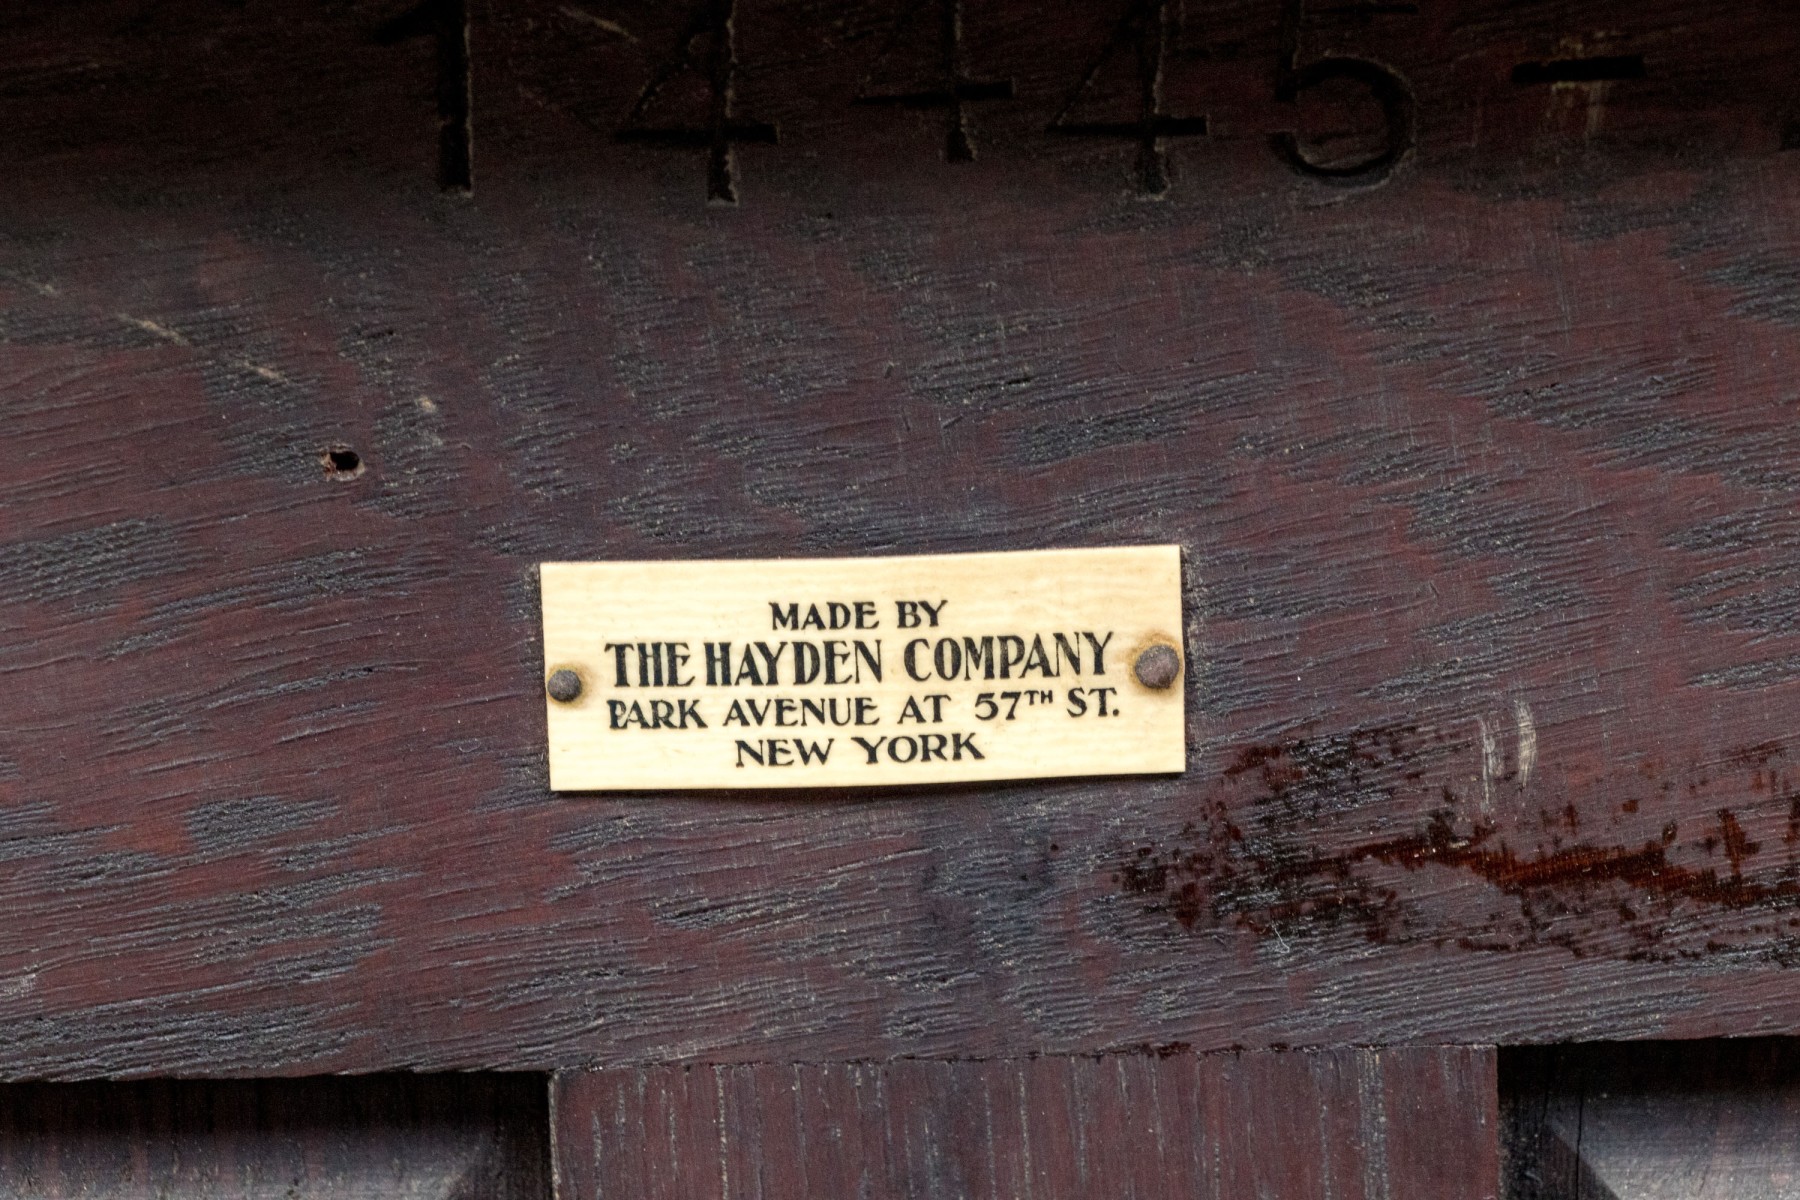 14445-
MADE BY
THE HAYDEN COMPANY
PARK AVENUE AT 57TH ST.
NEW YORK